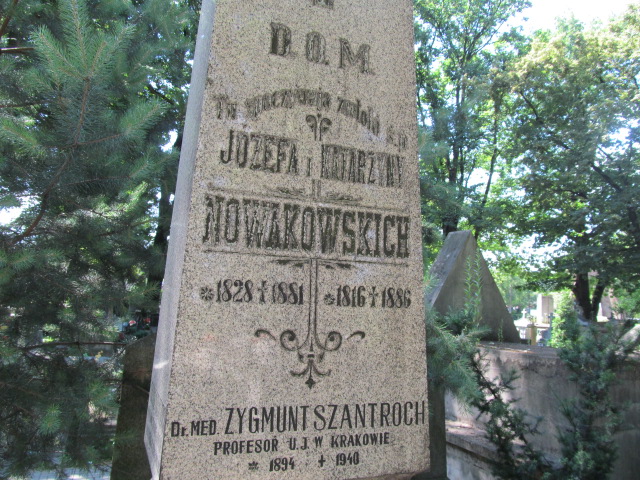 D.O.M.
Tu spoczywają zwłoki ś.p.
JÓZEFA i KATARZYNY
NOWAKOWSKICH
*1828 ✝ 1881 *1816 ✝ 1886
Dr. MED. ZYGMUNT SZANTROCH
PROFESOR U.J. W KRAKOWIE
* 1894 ✝ 1940